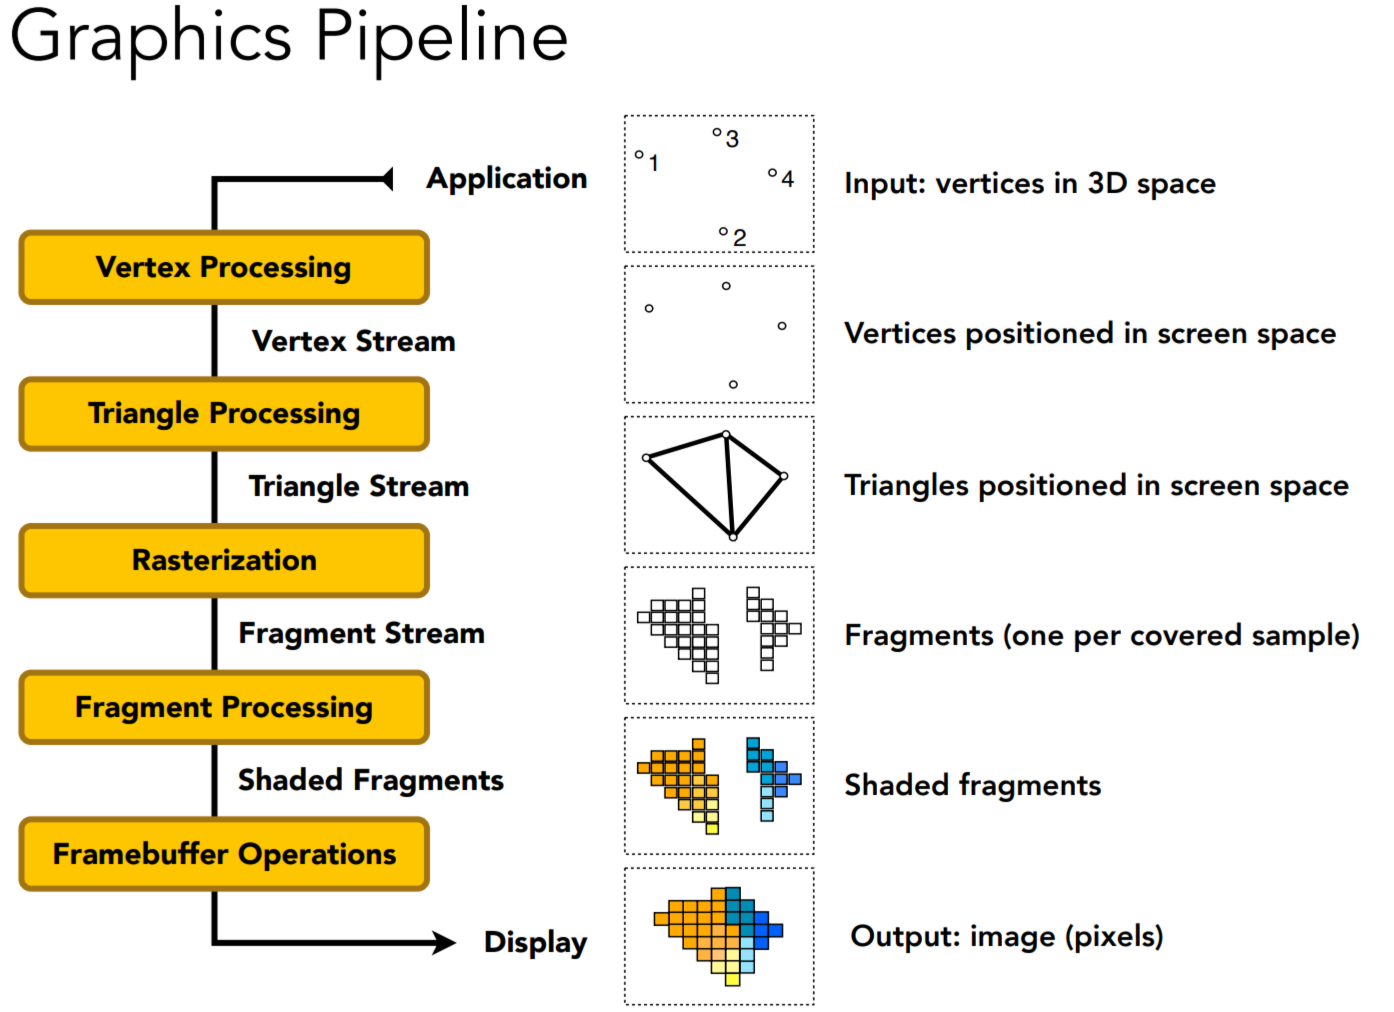 Graphics Pipeline
Application
1
3
4
2
Input: vertices in 3D space
Vertex Processing
Vertex Stream
Vertices positioned in screen space
Triangle Processing
Triangle Stream
Triangles positioned in screen space
Rasterization
Fragment Stream
Fragments (one per covered sample)
Fragment Processing
Shaded Fragments
Shaded fragments
Framebuffer Operations
Display
Output: image (pixels)